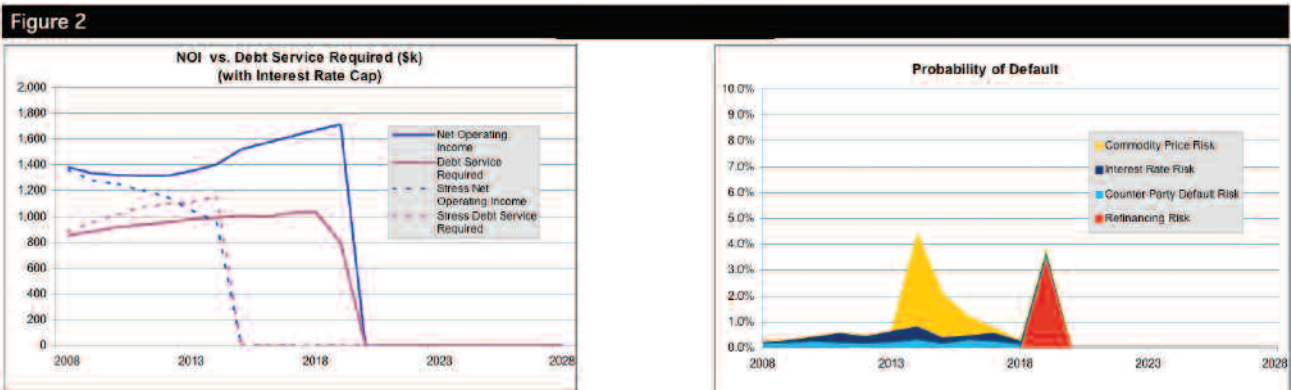 Figure 2
NOI vs. Debt Service Required ($k)
(with Interest Rate Cap)
2,000
1,800
1,600
1,400
1,200
1,000
800
600
400
200
0
2008
2013
2018
2023
2028
Net Operating
Income
Debt Service
Required
Stress Net
Operating Income
Stress Debt Service
Required
Probability of Default
10.0%
9.0%
8.0%
7.0%
6.0%
5.0%
4.0%
3.0%
2.0%
1.0%
0.0%
2008
2013
2018
2023
2028
Commodity Price Risk
Interest Rate Risk
Counter Party Default Risk
Refinancing Risk